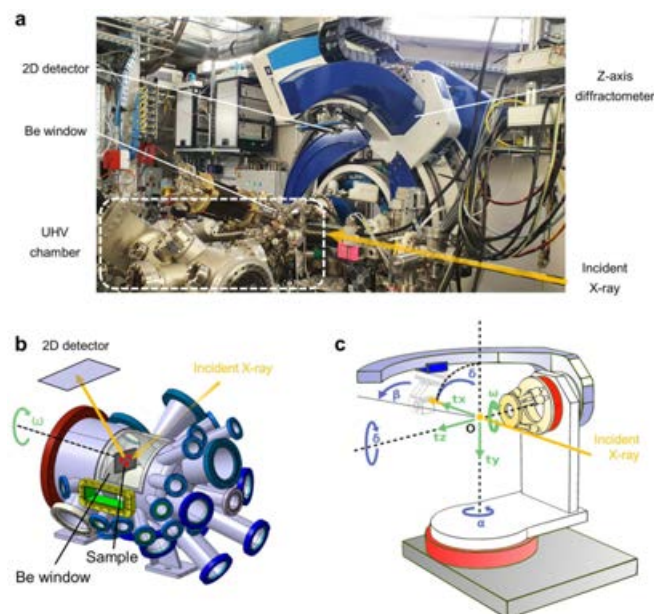 a
2D detector
Z-axis
diffractometer
Be window
UHV
chamber
Incident
X-ray
b
2D detector
Incident X-ray
ω
Sample
Be window
c
β
δ
ω
tx
O
tz
δ
ty
Incident
X-ray
α